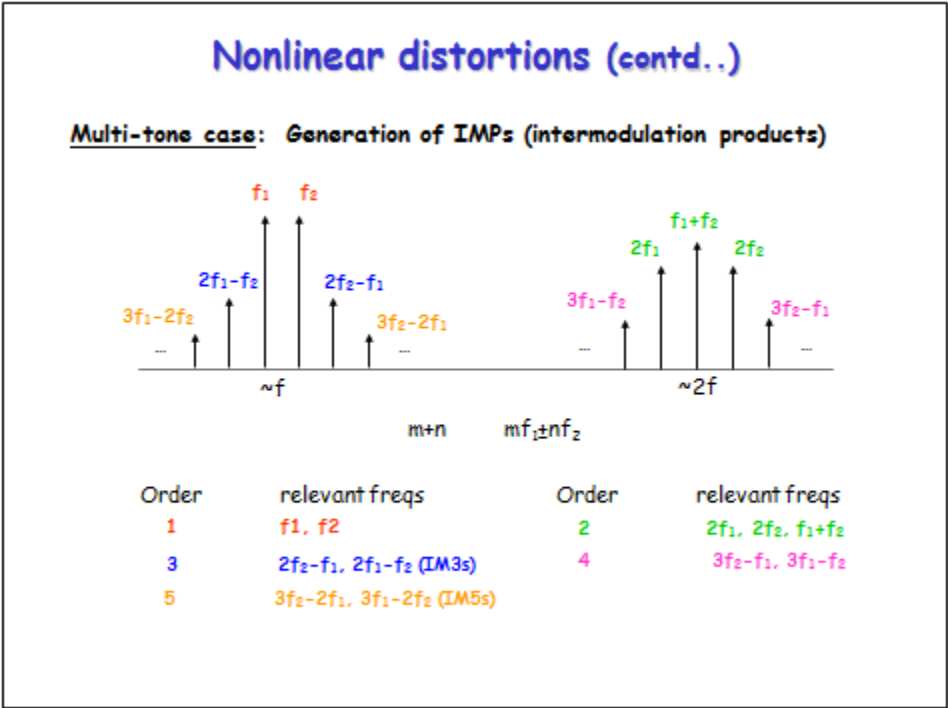 Nonlinear distortions (contd..)
Multi-tone case: Generation of IMPs (intermodulation products)
f1 f2
f1+f2
2f1 2f2
2f1-f2 2f2-f1
3f1-f2 3f2-f1
3f1-2f2 3f2-2f1
... ... ... ...
~f ~2f
m+n mf1±nf2
Order relevant freqs Order relevant freqs
1 f1, f2 2 2f1, 2f2, f1+f2
3 2f2-f1, 2f1-f2 (IM3s) 4 3f2-f1, 3f1-f2
5 3f2-2f1, 3f1-2f2 (IM5s)